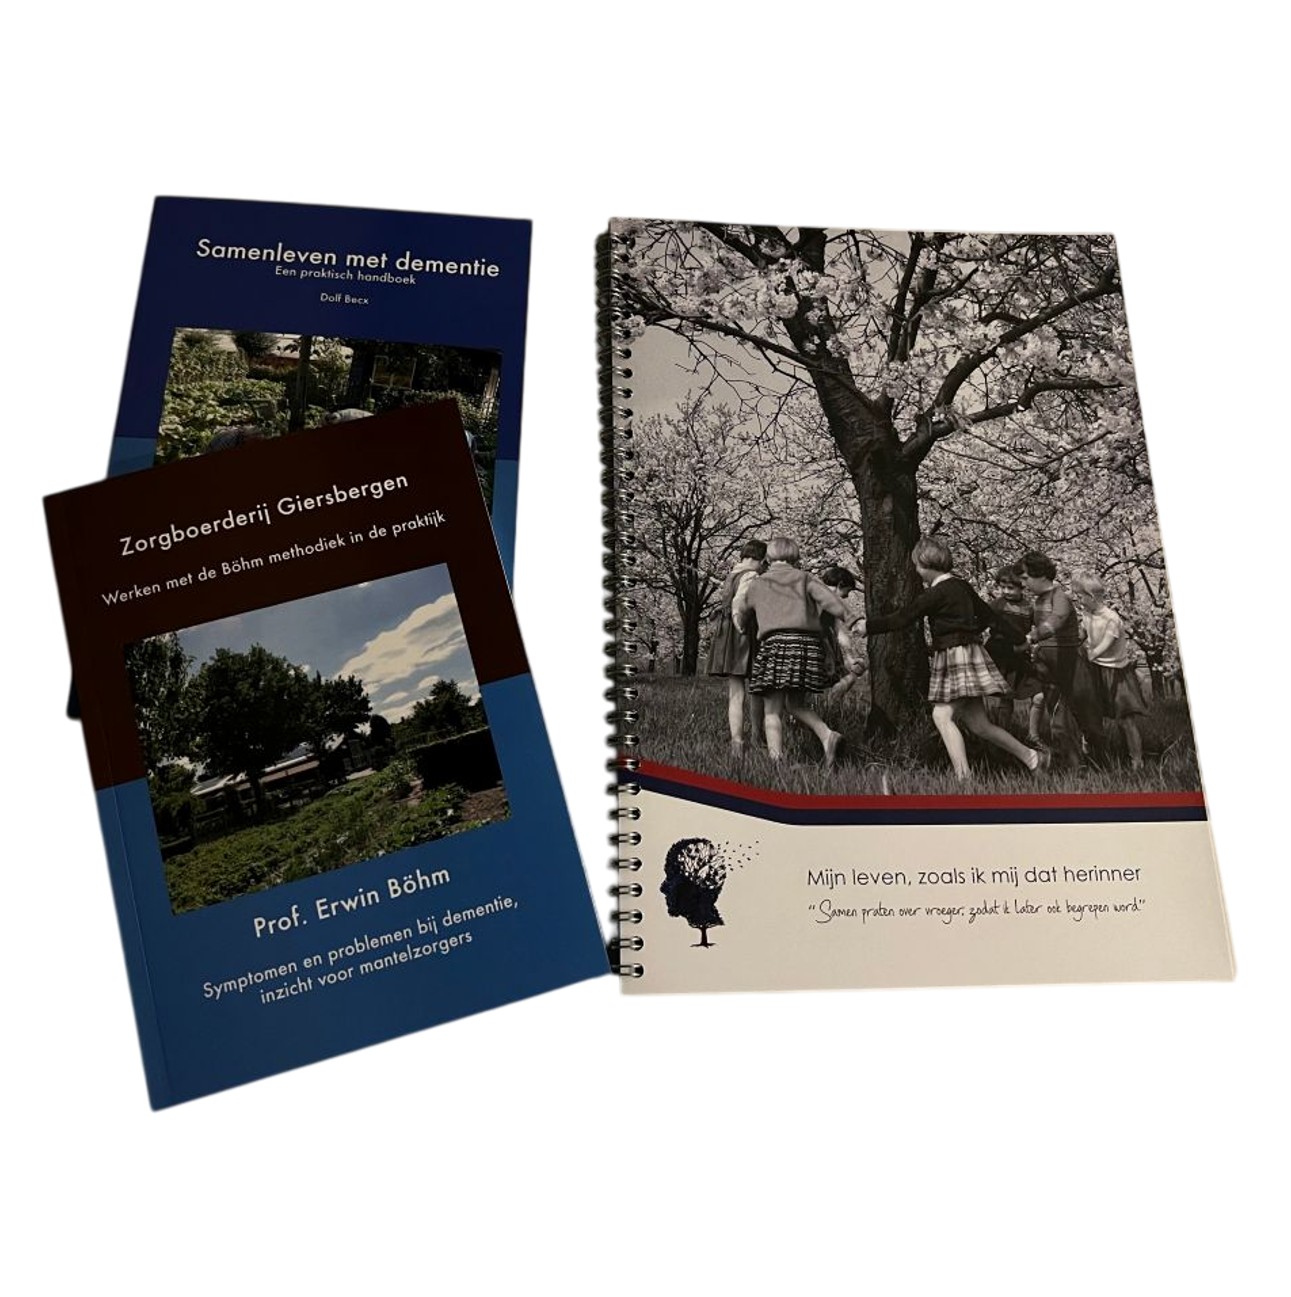 Samenleven met dementie
Een praktisch handboek
Dolf Becx
Zorgboerderij Giersbergen
Werken met de Böhm methodiek in de praktijk
Prof. Erwin Böhm
Symptomen en problemen bij dementie,
inzicht voor mantelzorgers
Mijn leven, zoals ik mij dat herinner
"Samen praten over vroeger, zodat ik later ook begrepen word"